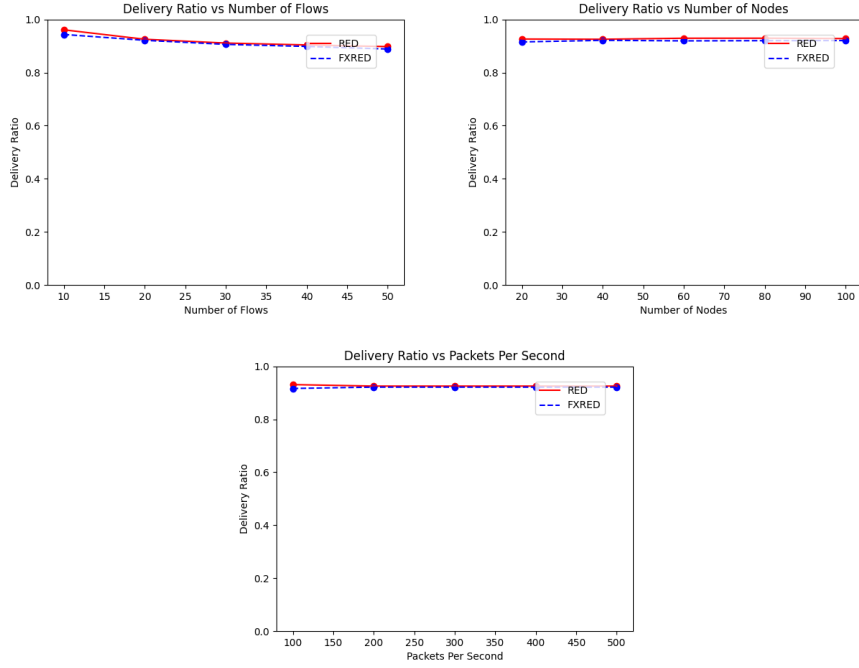 Delivery Ratio vs Number of Flows
1.0
0.8
0.6
0.4
0.2
0.0
Delivery Ratio
RED
FXRED
10 15 20 25 30 35 40 45 50
Number of Flows
Delivery Ratio vs Number of Nodes
1.0
0.8
0.6
0.4
0.2
0.0
Delivery Ratio
RED
FXRED
20 30 40 50 60 70 80 90 100
Number of Nodes
Delivery Ratio vs Packets Per Second
1.0
0.8
0.6
0.4
0.2
0.0
Delivery Ratio
RED
FXRED
100 150 200 250 300 350 400 450 500
Packets Per Second